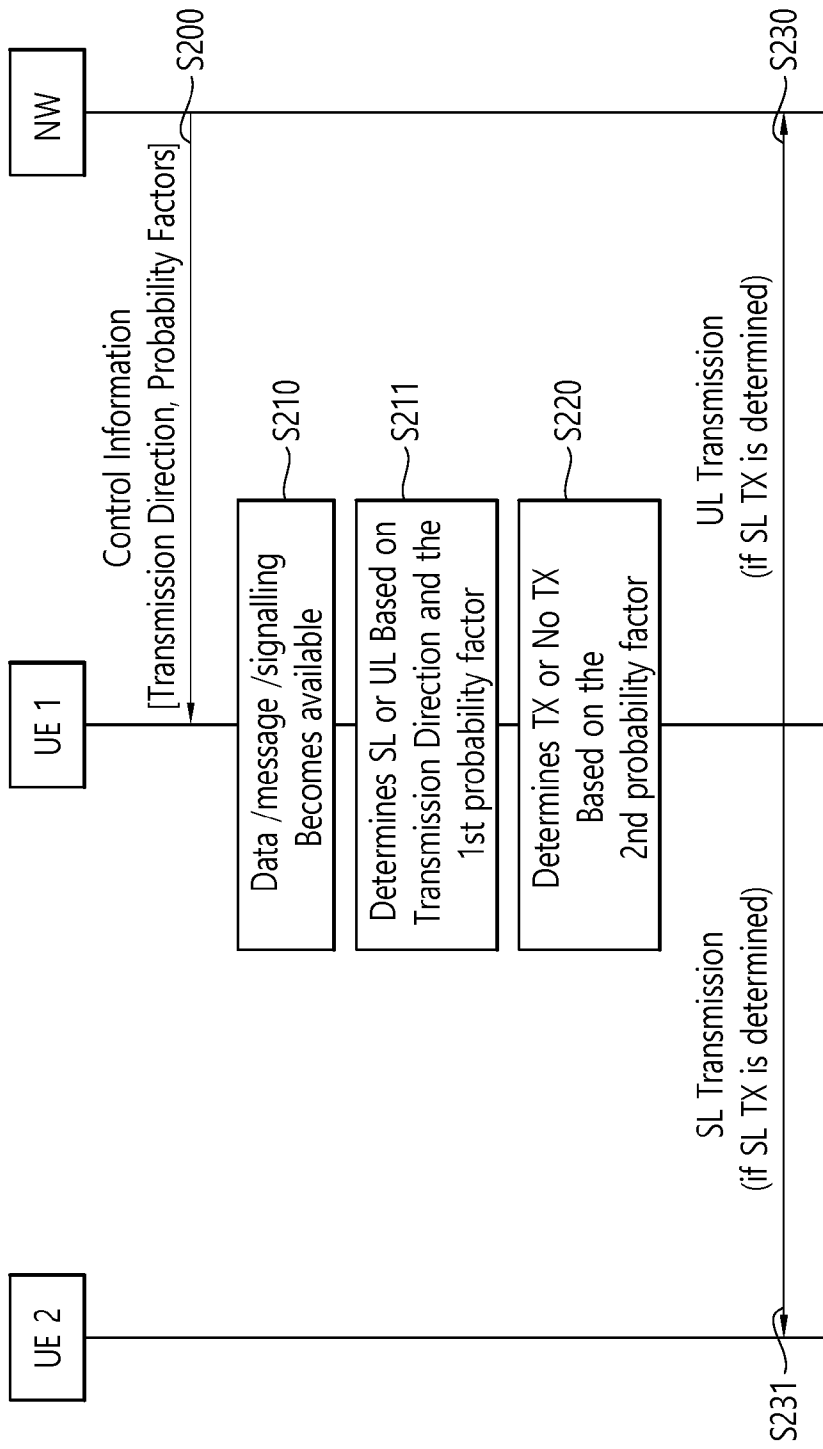 UE 2
UE 1
NW
Control Information
[Transmission Direction, Probability Factors]
S200
Data /message /signalling
Becomes available
S210
Determines SL or UL Based on
Transmission Direction and the
1st probability factor
S211
Determines TX or No TX
Based on the
2nd probability factor
S220
SL Transmission
(if SL TX is determined)
S231
UL Transmission
(if SL TX is determined)
S230